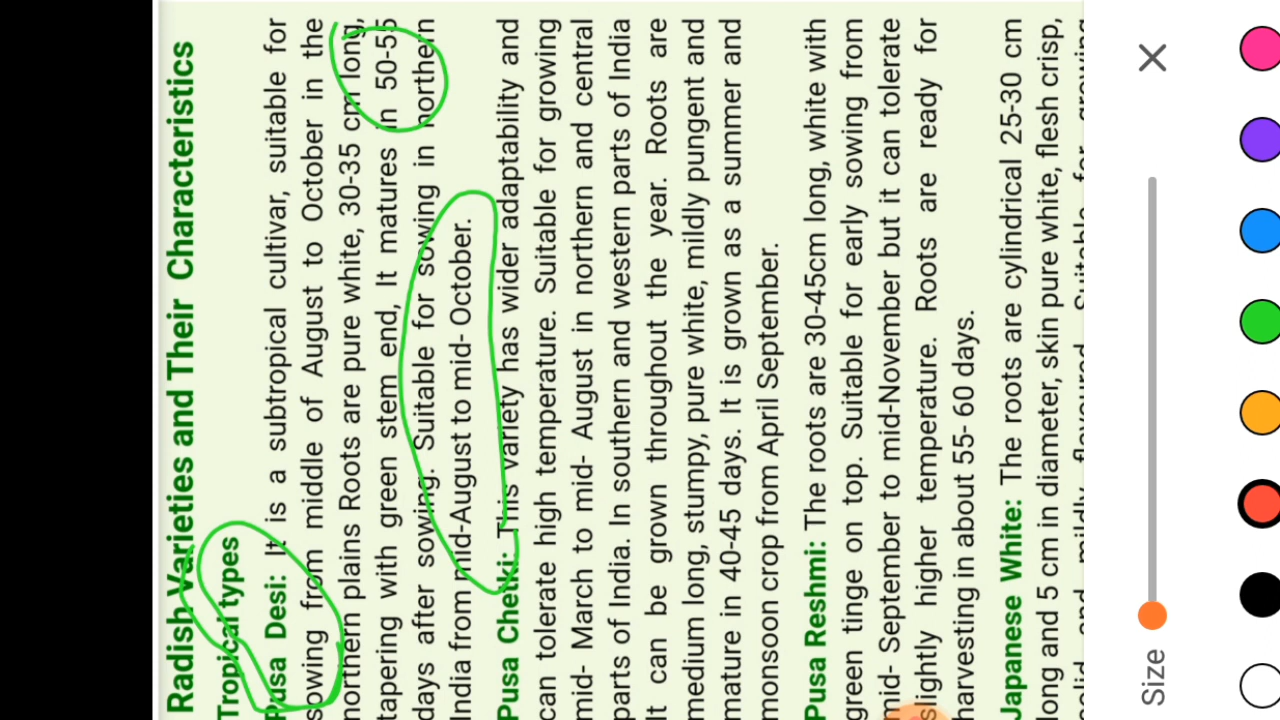 Radish Varieties and Their Characteristics
Tropical types
Pusa Desi: It is a subtropical cultivar, suitable for
sowing from middle of August to October in the
northern plains Roots are pure white, 30-35 cm long,
tapering with green stem end, It matures in 50-55
days after sowing. Suitable for sowing in northern
India from mid-August to mid- October.
Pusa Chetki: This variety has wider adaptability and
can tolerate high temperature. Suitable for growing
mid- March to mid- August in northern and central
parts of India. In southern and western parts of India
It can be grown throughout the year. Roots are
medium long, stumpy, pure white, mildly pungent and
mature in 40-45 days. It is grown as a summer and
monsoon crop from April September.
Pusa Reshmi: The roots are 30-45cm long, white with
green tinge on top. Suitable for early sowing from
mid- September to mid-November but it can tolerate
slightly higher temperature. Roots are ready for
harvesting in about 55- 60 days.
Japanese White: The roots are cylindrical 25-30 cm
long and 5 cm in diameter, skin pure white, flesh crisp,
Size